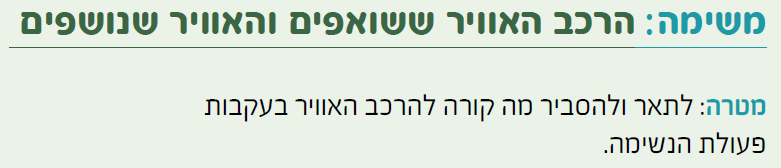 משימה: הרכב האוויר ששואפים והאוויר שנושפים
מטרה: לתאר ולהסביר מה קורה להרכב האוויר בעקבות
פעולת הנשימה.